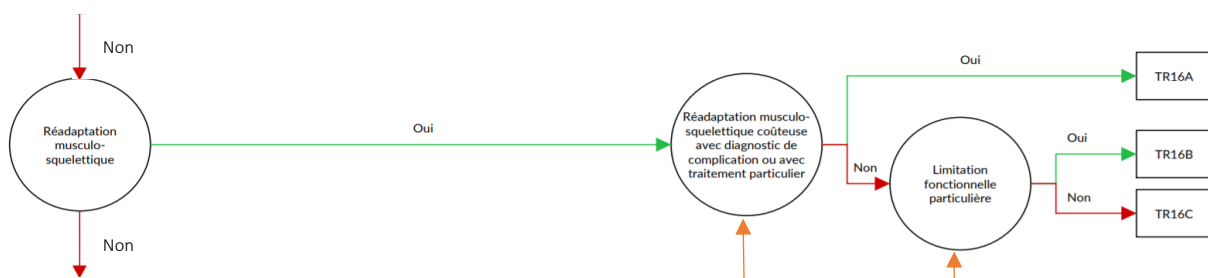 Non
Réadaptation
musculo-
squelettique
Non
Oui
Réadaptation musculo-
squelettique coûteuse
avec diagnostic de
complication ou avec
traitement particulier
Oui
TR16A
Non
Limitation
fonctionnelle
particulière
Oui
TR16B
Non
TR16C